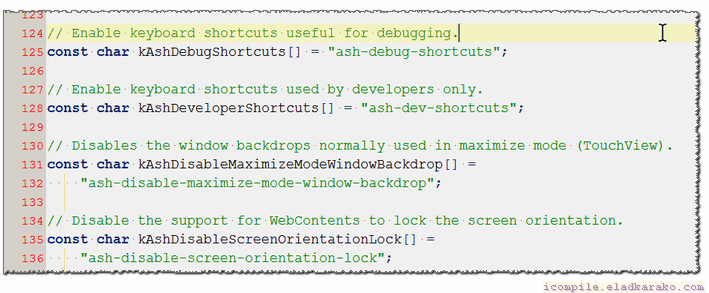 123
124 // Enable keyboard shortcuts useful for debugging.
125 const char kAshDebugShortcuts[] = "ash-debug-shortcuts";
126
127 // Enable keyboard shortcuts used by developers only.
128 const char kAshDeveloperShortcuts[] = "ash-dev-shortcuts";
129
130 // Disables the window backdrops normally used in maximize mode (TouchView).
131 const char kAshDisableMaximizeModeWindowBackdrop[] =
132     "ash-disable-maximize-mode-window-backdrop";
133
134 // Disable the support for WebContents to lock the screen orientation.
135 const char kAshDisableScreenOrientationLock[] =
136     "ash-disable-screen-orientation-lock";
icompile.eladkarako.com